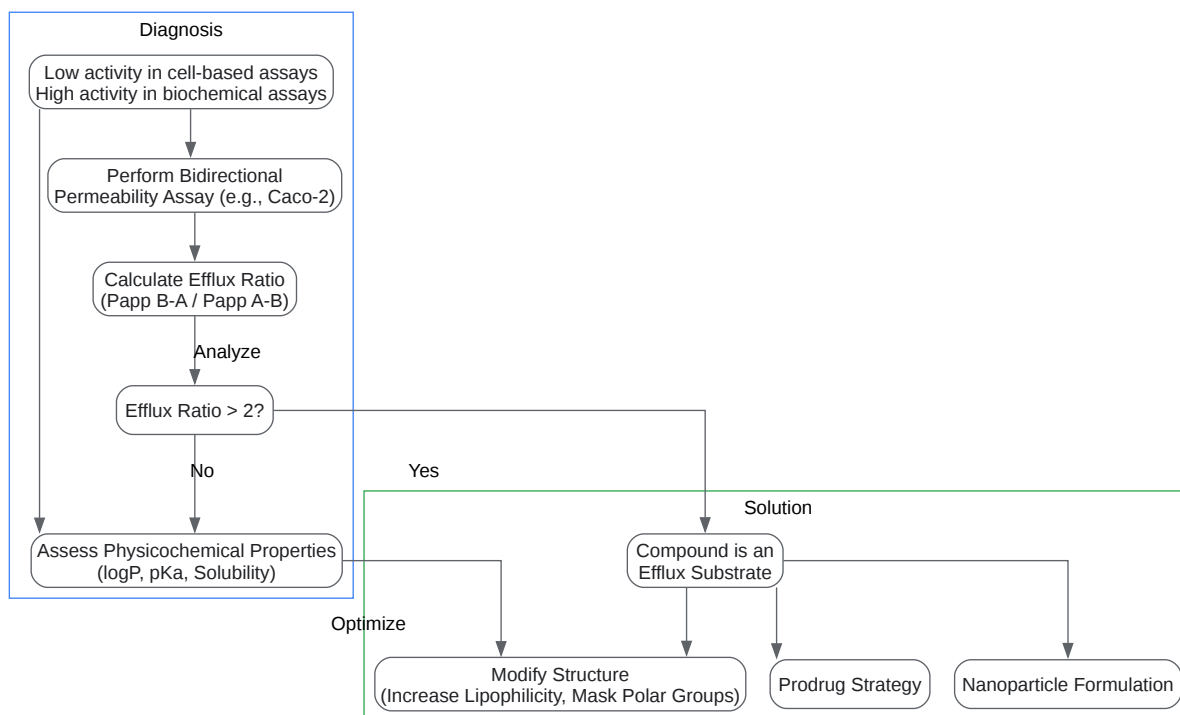 Diagnosis
Low activity in cell-based assays
High activity in biochemical assays
Perform Bidirectional
Permeability Assay (e.g., Caco-2)
Calculate Efflux Ratio
(Papp B-A / Papp A-B)
Analyze
Efflux Ratio > 2?
No
Yes
Assess Physicochemical Properties
(logP, pKa, Solubility)
Solution
Compound is an
Efflux Substrate
Optimize
Modify Structure
(Increase Lipophilicity, Mask Polar Groups)
Prodrug Strategy
Nanoparticle Formulation